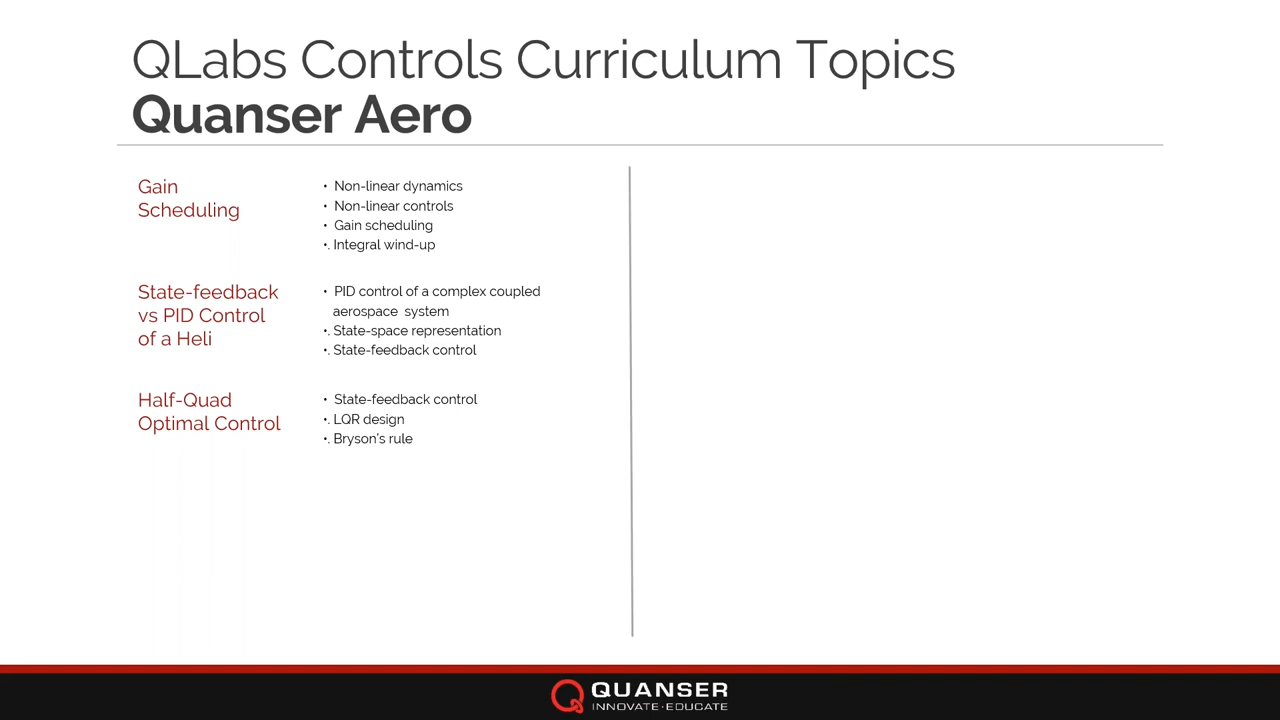 QLabs Controls Curriculum Topics
Quanser Aero
Gain
Scheduling
• Non-linear dynamics
• Non-linear controls
• Gain scheduling
•. Integral wind-up
State-feedback
vs PID Control
of a Heli
• PID control of a complex coupled
aerospace system
•. State-space representation
•. State-feedback control
Half-Quad
Optimal Control
• State-feedback control
•. LQR design
•. Bryson's rule
QUANSER
INNOVATE·EDUCATE